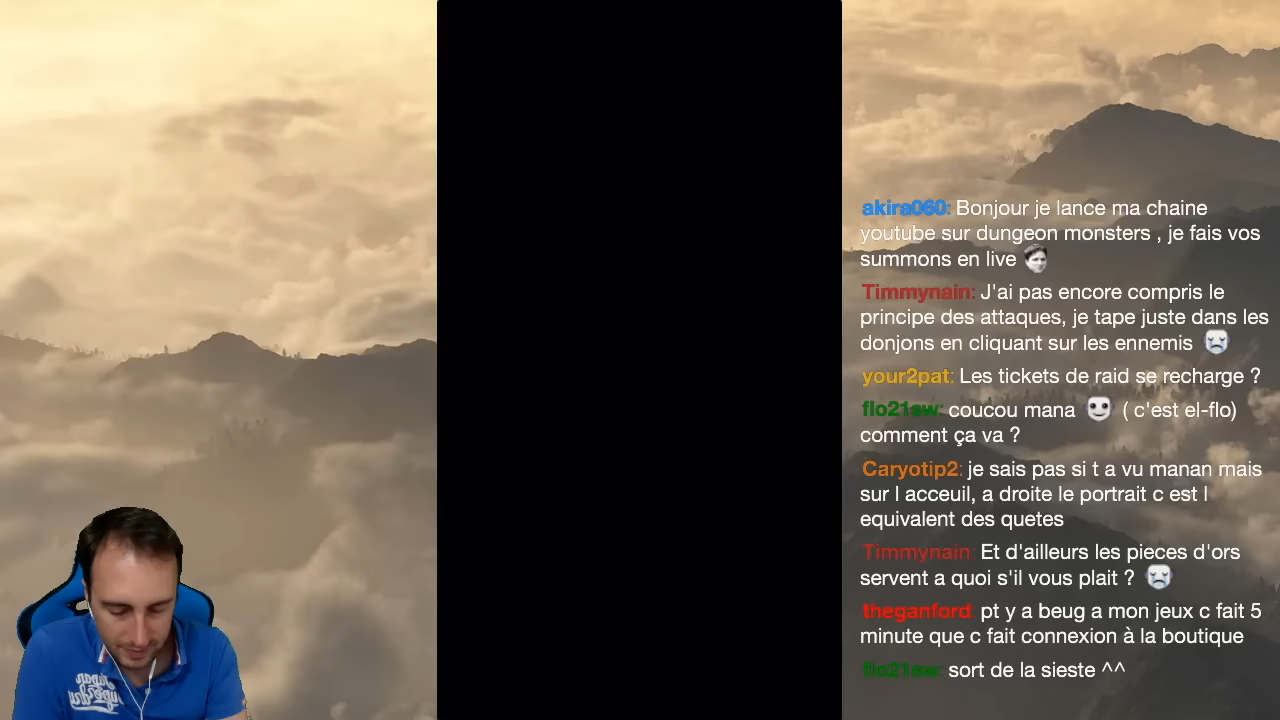 akira060: Bonjour je lance ma chaine
youtube sur dungeon monsters , je fais vos
summons en live
Timmynain: J'ai pas encore compris le
principe des attaques, je tape juste dans les
donjons en cliquant sur les ennemis
your2pat: Les tickets de raid se recharge ?
flo21sw: coucou mana ( c'est el-flo)
comment ça va ?
Caryotip2: je sais pas si t a vu manan mais
sur l acceuil, a droite le portrait c est l
equivalent des quetes
Timmynain: Et d'ailleurs les pieces d'ors
servent a quoi s'il vous plait ?
theganford: pt y a beug a mon jeux c fait 5
minute que c fait connexion à la boutique
flo21sw: sort de la sieste ^^